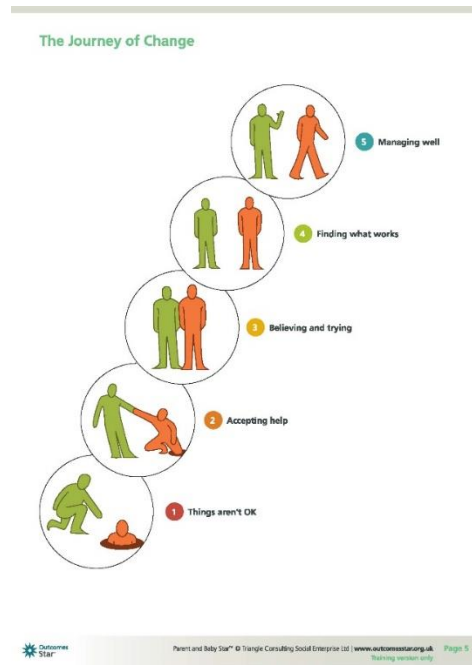 The Journey of Change
5 Managing well
4 Finding what works
3 Believing and trying
2 Accepting help
1 Things aren't OK
Outcomes
Star™
Parent and Baby Star™ © Triangle Consulting Social Enterprise Ltd | www.outcomesstar.org.uk Page 5
Training version only